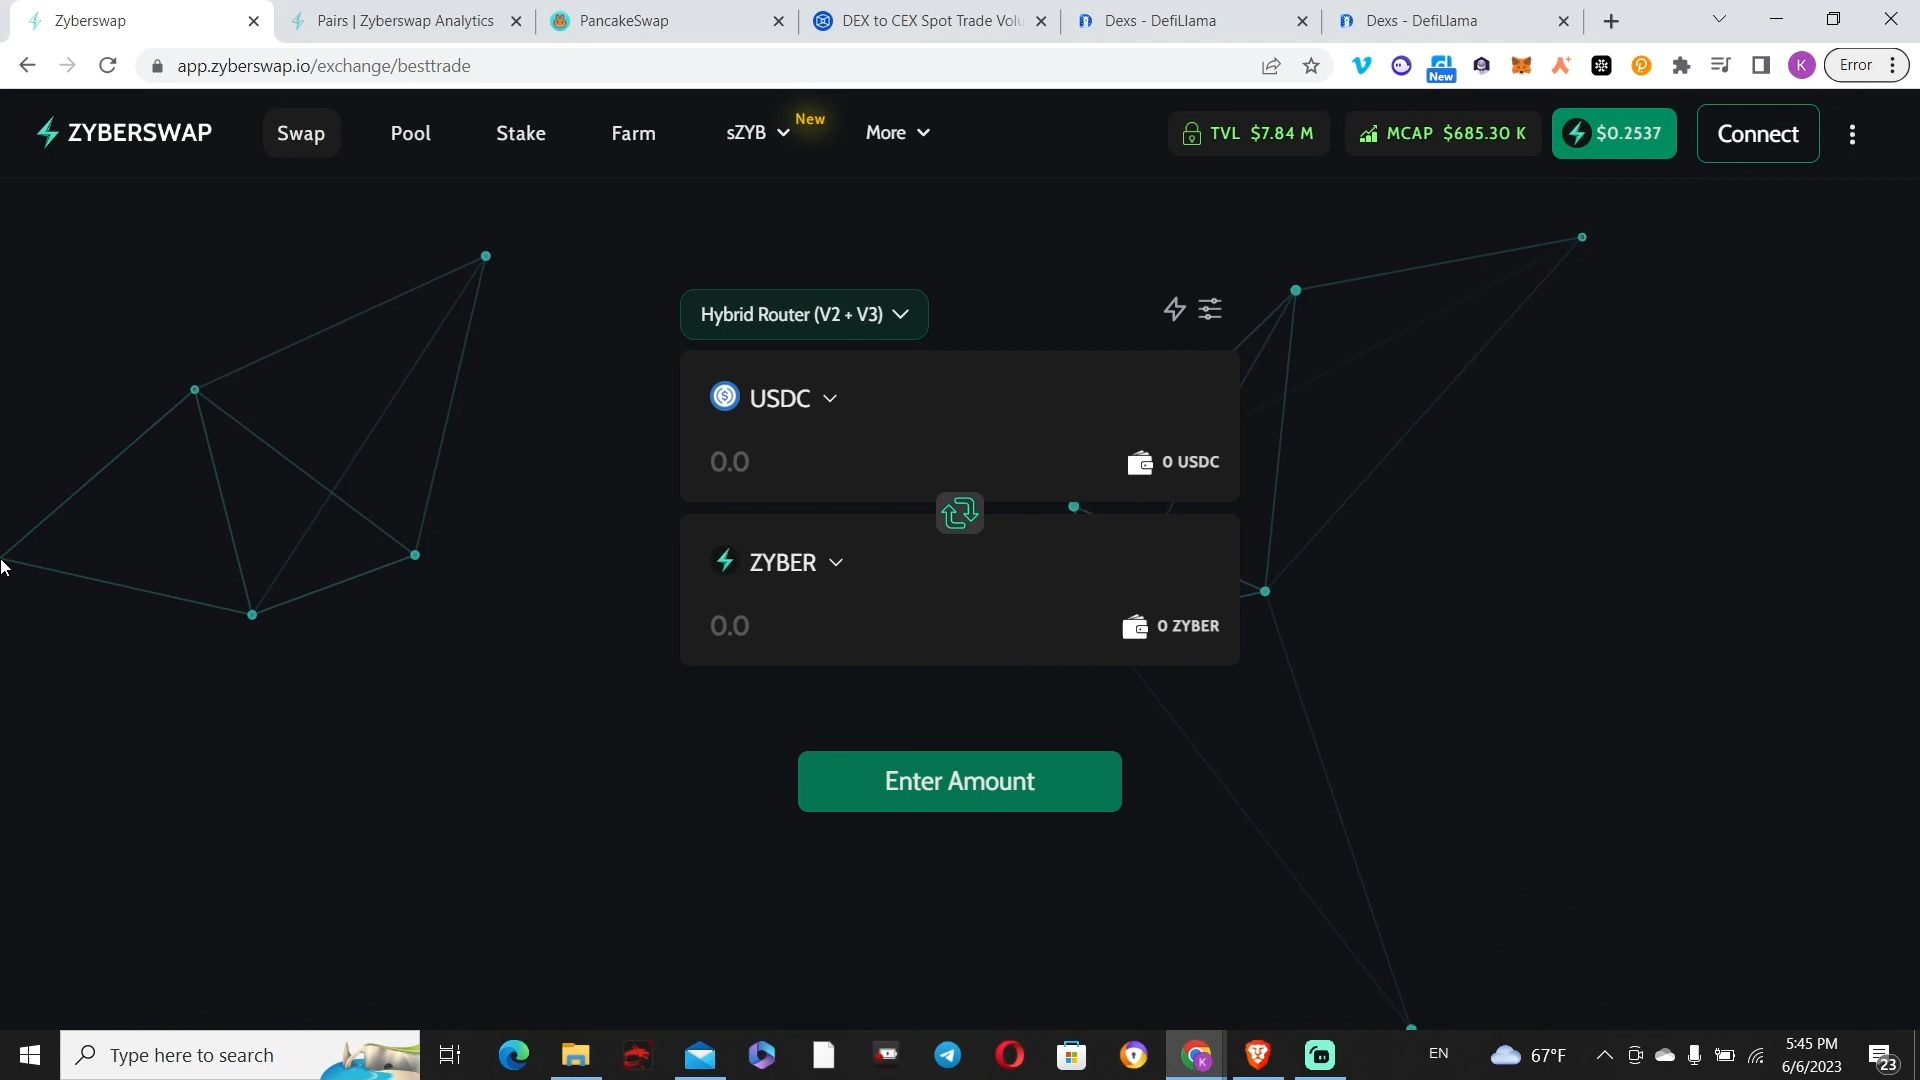 Zyberswap
Pairs | Zyberswap Analytics
PancakeSwap
DEX to CEX Spot Trade Volu
Dexs - DefiLlama
Dexs - DefiLlama
app.zyberswap.io/exchange/besttrade
New
K
Error
ZYBERSWAP
Swap
Pool
Stake
Farm
sZYB
New
More
TVL $7.84 M
MCAP $685.30 K
$0.2537
Connect
Hybrid Router (V2 + V3)
USDC
0.0
0 USDC
ZYBER
0.0
0 ZYBER
Enter Amount
Type here to search
K
EN
67°F
5:45 PM
6/6/2023
23